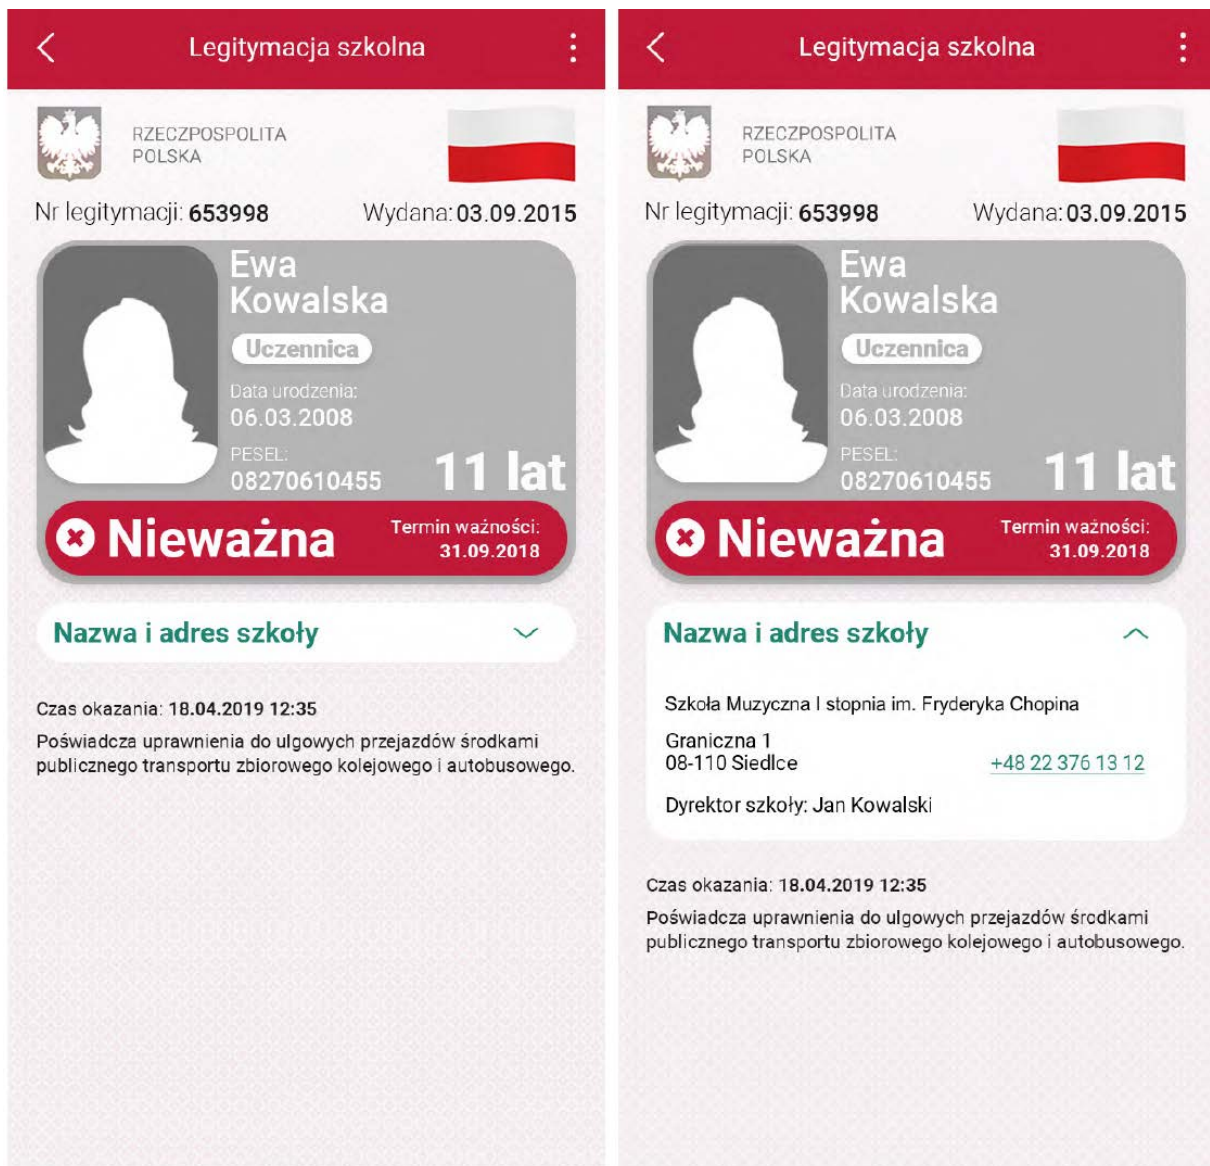 Legitymacja szkolna
RZECZPOSPOLITA
POLSKA
Nr legitymacji: 653998 Wydana: 03.09.2015
Ewa
Kowalska
Uczennica
Data urodzenia:
06.03.2008
PESEL:
08270610455
11 lat
Nieważna
Termin ważności:
31.09.2018
Nazwa i adres szkoły
Czas okazania: 18.04.2019 12:35
Poświadcza uprawnienia do ulgowych przejazdów środkami
publicznego transportu zbiorowego kolejowego i autobusowego.
Legitymacja szkolna
RZECZPOSPOLITA
POLSKA
Nr legitymacji: 653998 Wydana: 03.09.2015
Ewa
Kowalska
Uczennica
Data urodzenia:
06.03.2008
PESEL:
08270610455
11 lat
Nieważna
Termin ważności:
31.09.2018
Nazwa i adres szkoły
Szkoła Muzyczna I stopnia im. Fryderyka Chopina
Graniczna 1
08-110 Siedlce +48 22 376 13 12
Dyrektor szkoły: Jan Kowalski
Czas okazania: 18.04.2019 12:35
Poświadcza uprawnienia do ulgowych przejazdów środkami
publicznego transportu zbiorowego kolejowego i autobusowego.